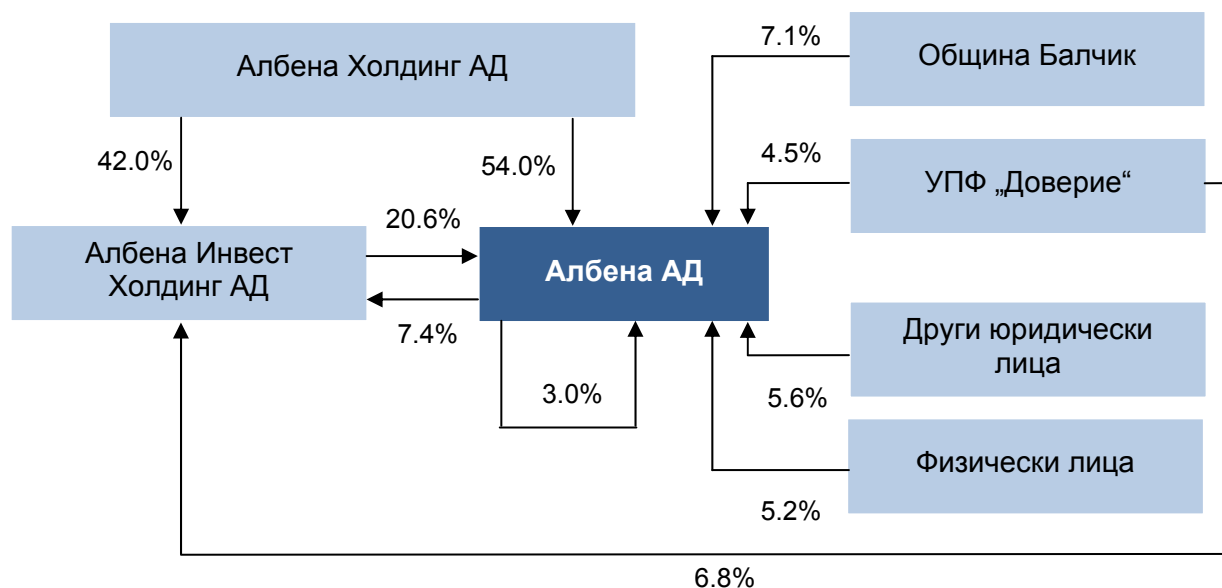 Албена Холдинг АД
7.1%
Община Балчик
42.0%
54.0%
4.5%
УПФ „Доверие“
20.6%
Албена Инвест
Холдинг АД
Албена АД
7.4%
3.0%
Други юридически
лица
5.6%
Физически лица
5.2%
6.8%